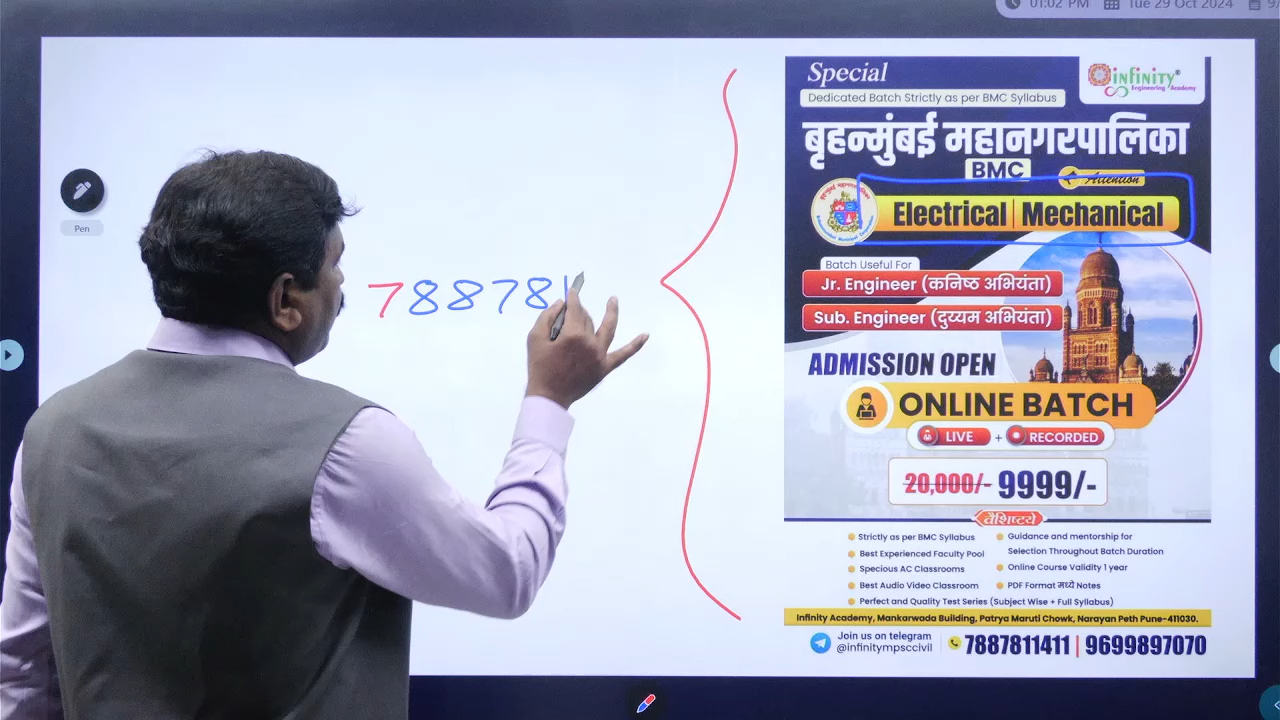 01:02 PM Tue 29 Oct 2024
Pen
788781
Special
infinity®
Engineering Academy
Dedicated Batch Strictly as per BMC Syllabus
बृहन्मुंबई महानगरपालिका
BMC
Attention
Electrical | Mechanical
Batch Useful For
Jr. Engineer (कनिष्ठ अभियंता)
Sub. Engineer (दुय्यम अभियंता)
ADMISSION OPEN
ONLINE BATCH
LIVE + RECORDED
20,000/- 9999/-
वैशिष्ट्ये
Strictly as per BMC Syllabus
Best Experienced Faculty Pool
Specious AC Classrooms
Best Audio Video Classroom
Guidance and mentorship for
Selection Throughout Batch Duration
Online Course Validity 1 year
PDF Format मध्ये Notes
Perfect and Quality Test Series (Subject Wise + Full Syllabus)
Infinity Academy, Mankarwada Building, Patrya Maruti Chowk, Narayan Peth Pune-411030.
Join us on telegram
@infinitympsccivil
7887811411 | 9699897070